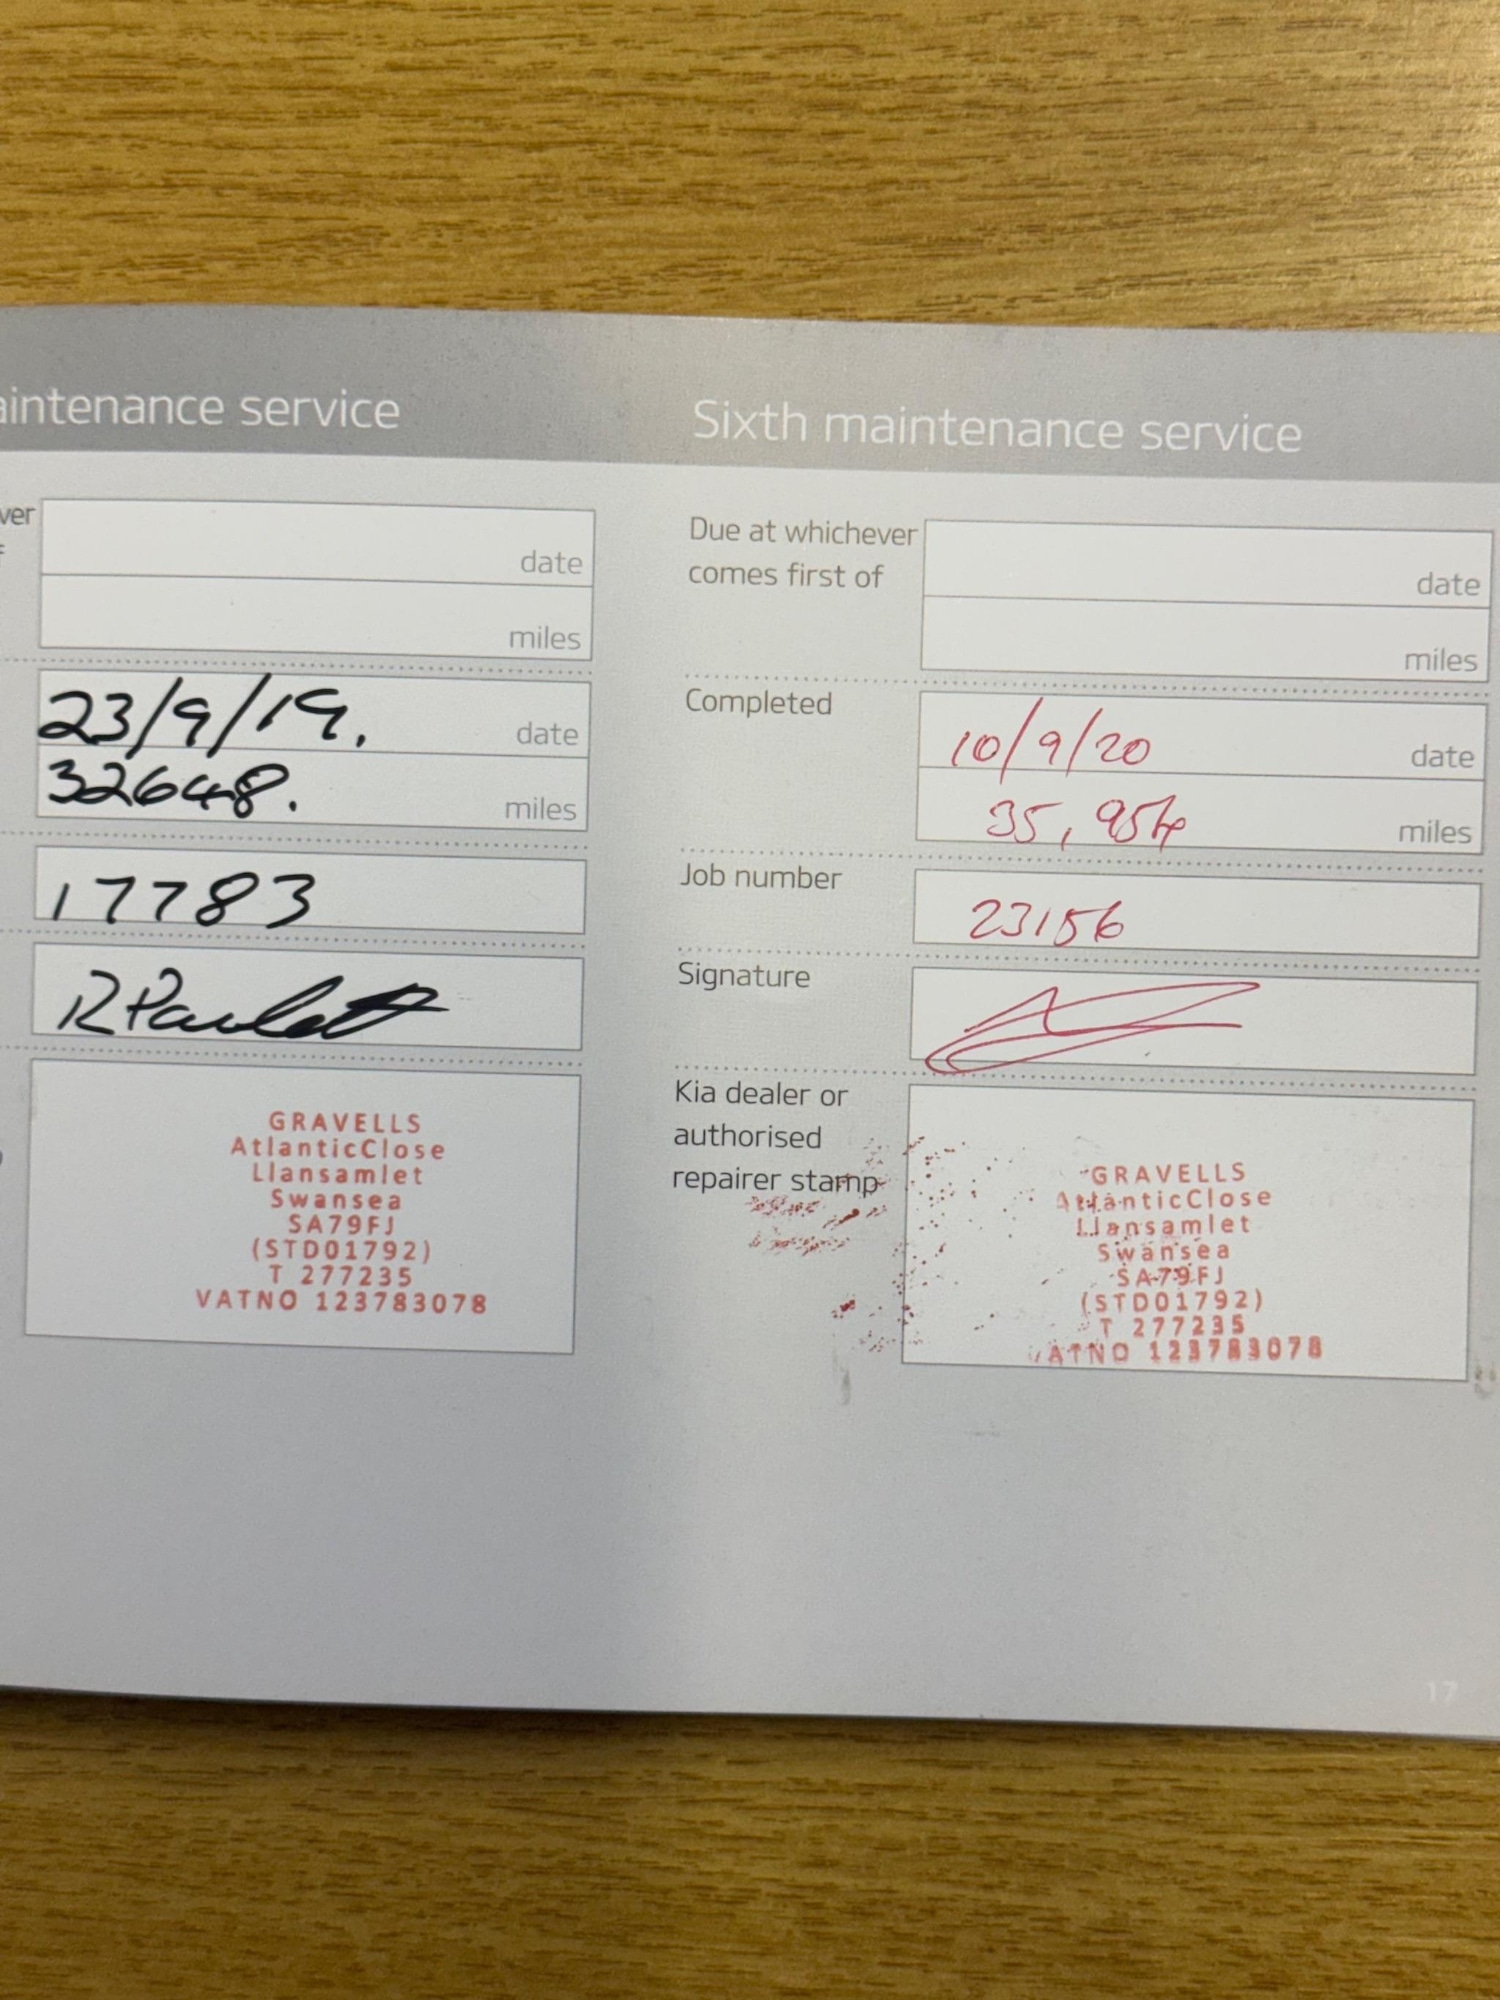 aintenance service
ver
date
miles
23/9/19.
date
32648.
miles
17783
R Paulett
GRAVELLS
AtlanticClose
Llansamlet
Swansea
SA79FJ
(STD01792)
T 277235
VATNO 123783078
Sixth maintenance service
Due at whichever
comes first of
date
miles
Completed
10/9/20
date
35,954
miles
Job number
23156
Signature
Kia dealer or
authorised
repairer stamp
GRAVELLS
AtlanticClose
Llansamlet
Swansea
SA79FJ
(STD01792)
T 277235
VATNO 123783078
17